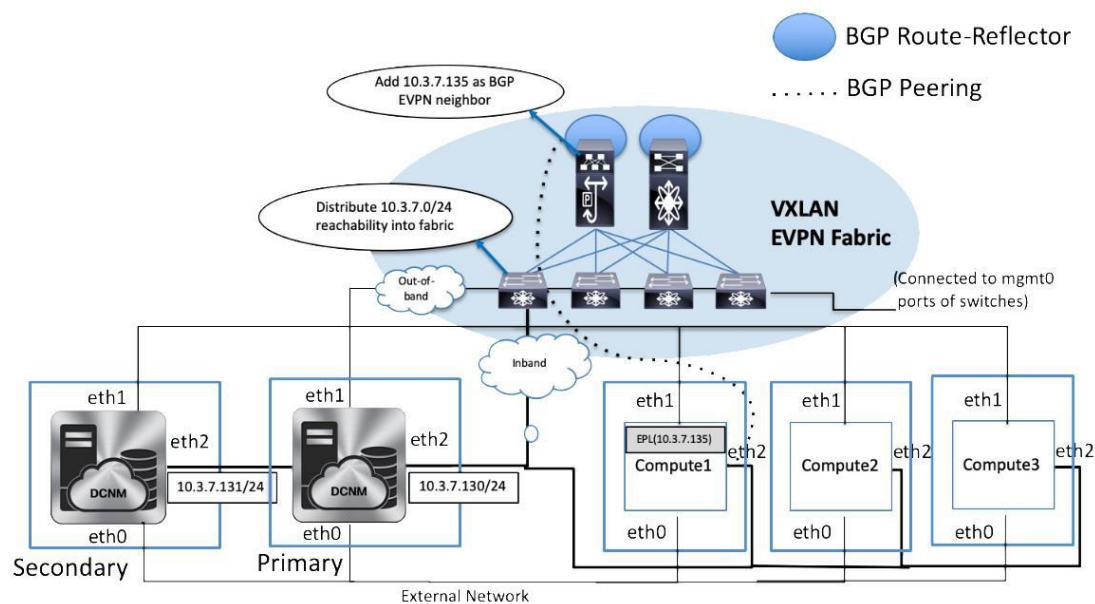 BGP Route-Reflector
BGP Peering
Add 10.3.7.135 as BGP
EVPN neighbor
Distribute 10.3.7.0/24
reachability into fabric
P
VXLAN
EVPN Fabric
Out-of-
band
(Connected to mgmt0
ports of switches)
Inband
eth1
eth1
eth1
eth1
eth1
eth2
eth2
EPL(10.3.7.135)
eth2
eth2
eth2
Compute1
Compute2
Compute3
DCNM
10.3.7.131/24
DCNM
10.3.7.130/24
eth0
eth0
eth0
eth0
eth0
Secondary
Primary
External Network